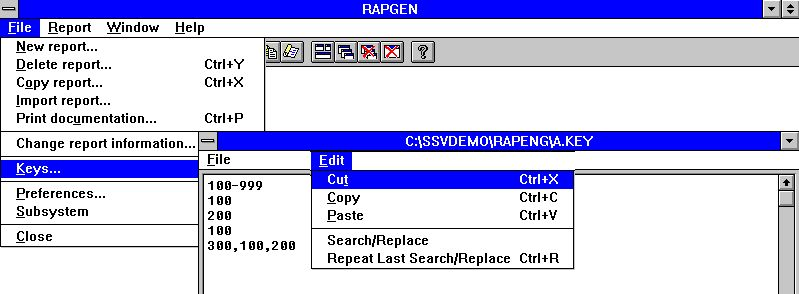 RAPGEN
File Report Window Help
New report...
Delete report... Ctrl+Y
Copy report... Ctrl+X
Import report...
Print documentation... Ctrl+P
Change report information...
Keys...
Preferences...
Subsystem
Close
?
C:\SSVDEMO\RAPENG\A.KEY
File Edit
Cut Ctrl+X
Copy Ctrl+C
Paste Ctrl+V
Search/Replace
Repeat Last Search/Replace Ctrl+R
100-999
100
200
100
300,100,200